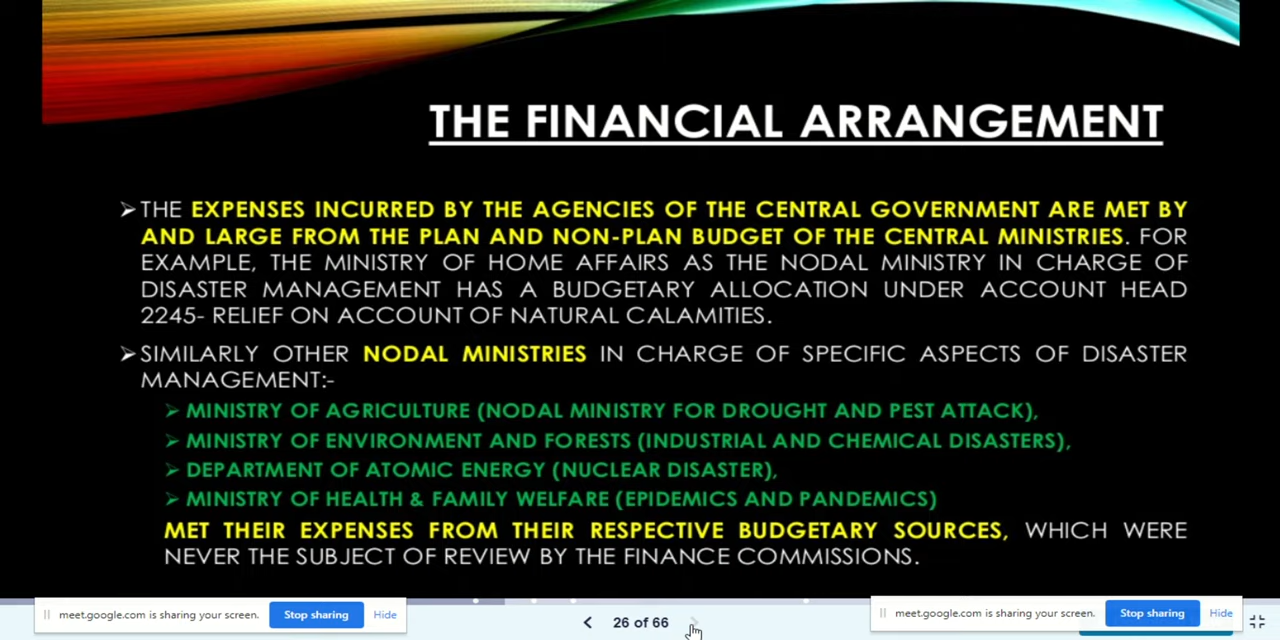 THE FINANCIAL ARRANGEMENT
THE EXPENSES INCURRED BY THE AGENCIES OF THE CENTRAL GOVERNMENT ARE MET BY
AND LARGE FROM THE PLAN AND NON-PLAN BUDGET OF THE CENTRAL MINISTRIES. FOR
EXAMPLE, THE MINISTRY OF HOME AFFAIRS AS THE NODAL MINISTRY IN CHARGE OF
DISASTER MANAGEMENT HAS A BUDGETARY ALLOCATION UNDER ACCOUNT HEAD
2245- RELIEF ON ACCOUNT OF NATURAL CALAMITIES.
SIMILARLY OTHER NODAL MINISTRIES IN CHARGE OF SPECIFIC ASPECTS OF DISASTER
MANAGEMENT:-
MINISTRY OF AGRICULTURE (NODAL MINISTRY FOR DROUGHT AND PEST ATTACK),
MINISTRY OF ENVIRONMENT AND FORESTS (INDUSTRIAL AND CHEMICAL DISASTERS),
DEPARTMENT OF ATOMIC ENERGY (NUCLEAR DISASTER),
MINISTRY OF HEALTH & FAMILY WELFARE (EPIDEMICS AND PANDEMICS)
MET THEIR EXPENSES FROM THEIR RESPECTIVE BUDGETARY SOURCES, WHICH WERE
NEVER THE SUBJECT OF REVIEW BY THE FINANCE COMMISSIONS.
meet.google.com is sharing your screen. Stop sharing Hide
26 of 66
meet.google.com is sharing your screen. Stop sharing Hide